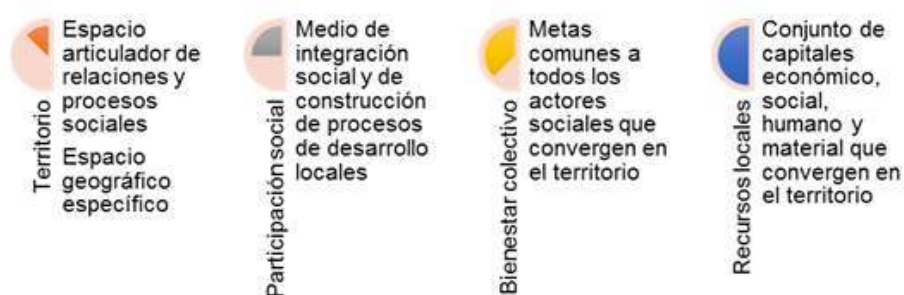 Territorio
Espacio
articulador de
relaciones y
procesos
sociales
Espacio
geográfico
específico
Participación social
Medio de
integración
social y de
construcción
de procesos
de desarrollo
locales
Bienestar colectivo
Metas
comunes a
todos los
actores
sociales que
convergen en
el territorio
Recursos locales
Conjunto de
capitales
económico,
social,
humano y
material que
convergen en
el territorio